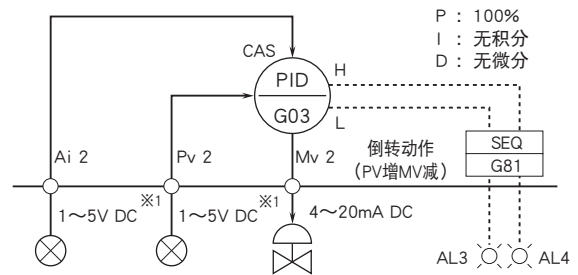 P : 100%
I : 无积分
D : 无微分
CAS
PID
G03
H
L
Ai 2
Pv 2
Mv 2
倒转动作
（PV增MV减）
SEQ
G81
※1
※1
1～5V DC
1～5V DC
4～20mA DC
AL3
AL4